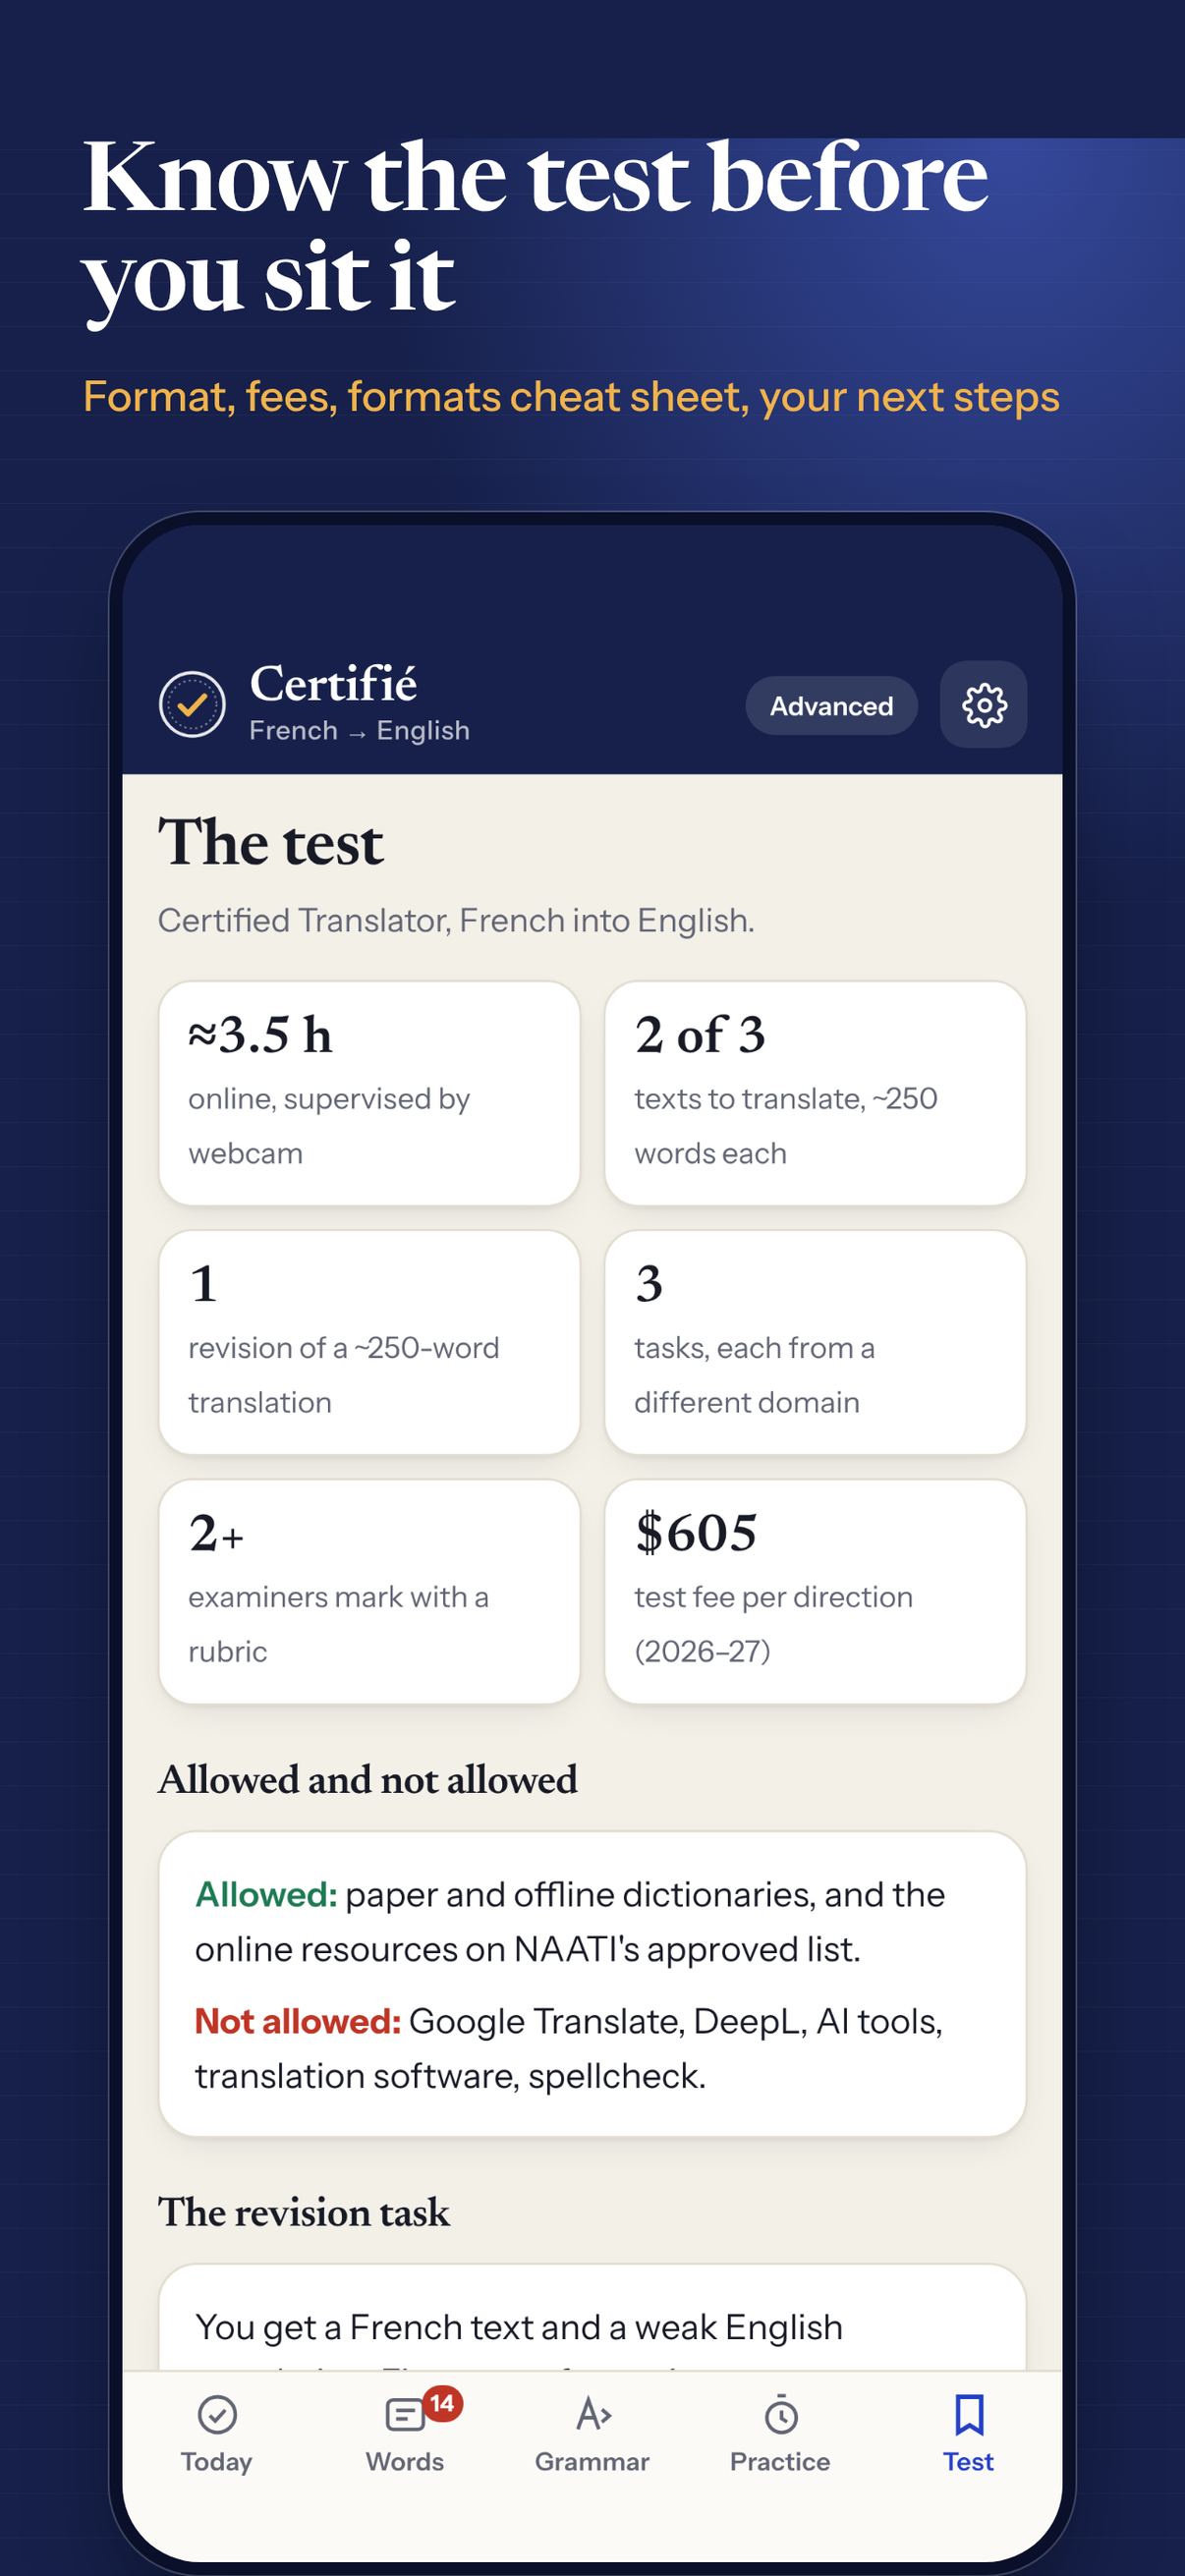 Know the test before
you sit it
Format, fees, formats cheat sheet, your next steps
Certifié
French → English
Advanced
The test
Certified Translator, French into English.
≈3.5 h
online, supervised by
webcam
2 of 3
texts to translate, ~250
words each
1
revision of a ~250-word
translation
3
tasks, each from a
different domain
2+
examiners mark with a
rubric
$605
test fee per direction
(2026–27)
Allowed and not allowed
Allowed: paper and offline dictionaries, and the
online resources on NAATI's approved list.
Not allowed: Google Translate, DeepL, AI tools,
translation software, spellcheck.
The revision task
You get a French text and a weak English
14
Today
Words
Grammar
Practice
Test